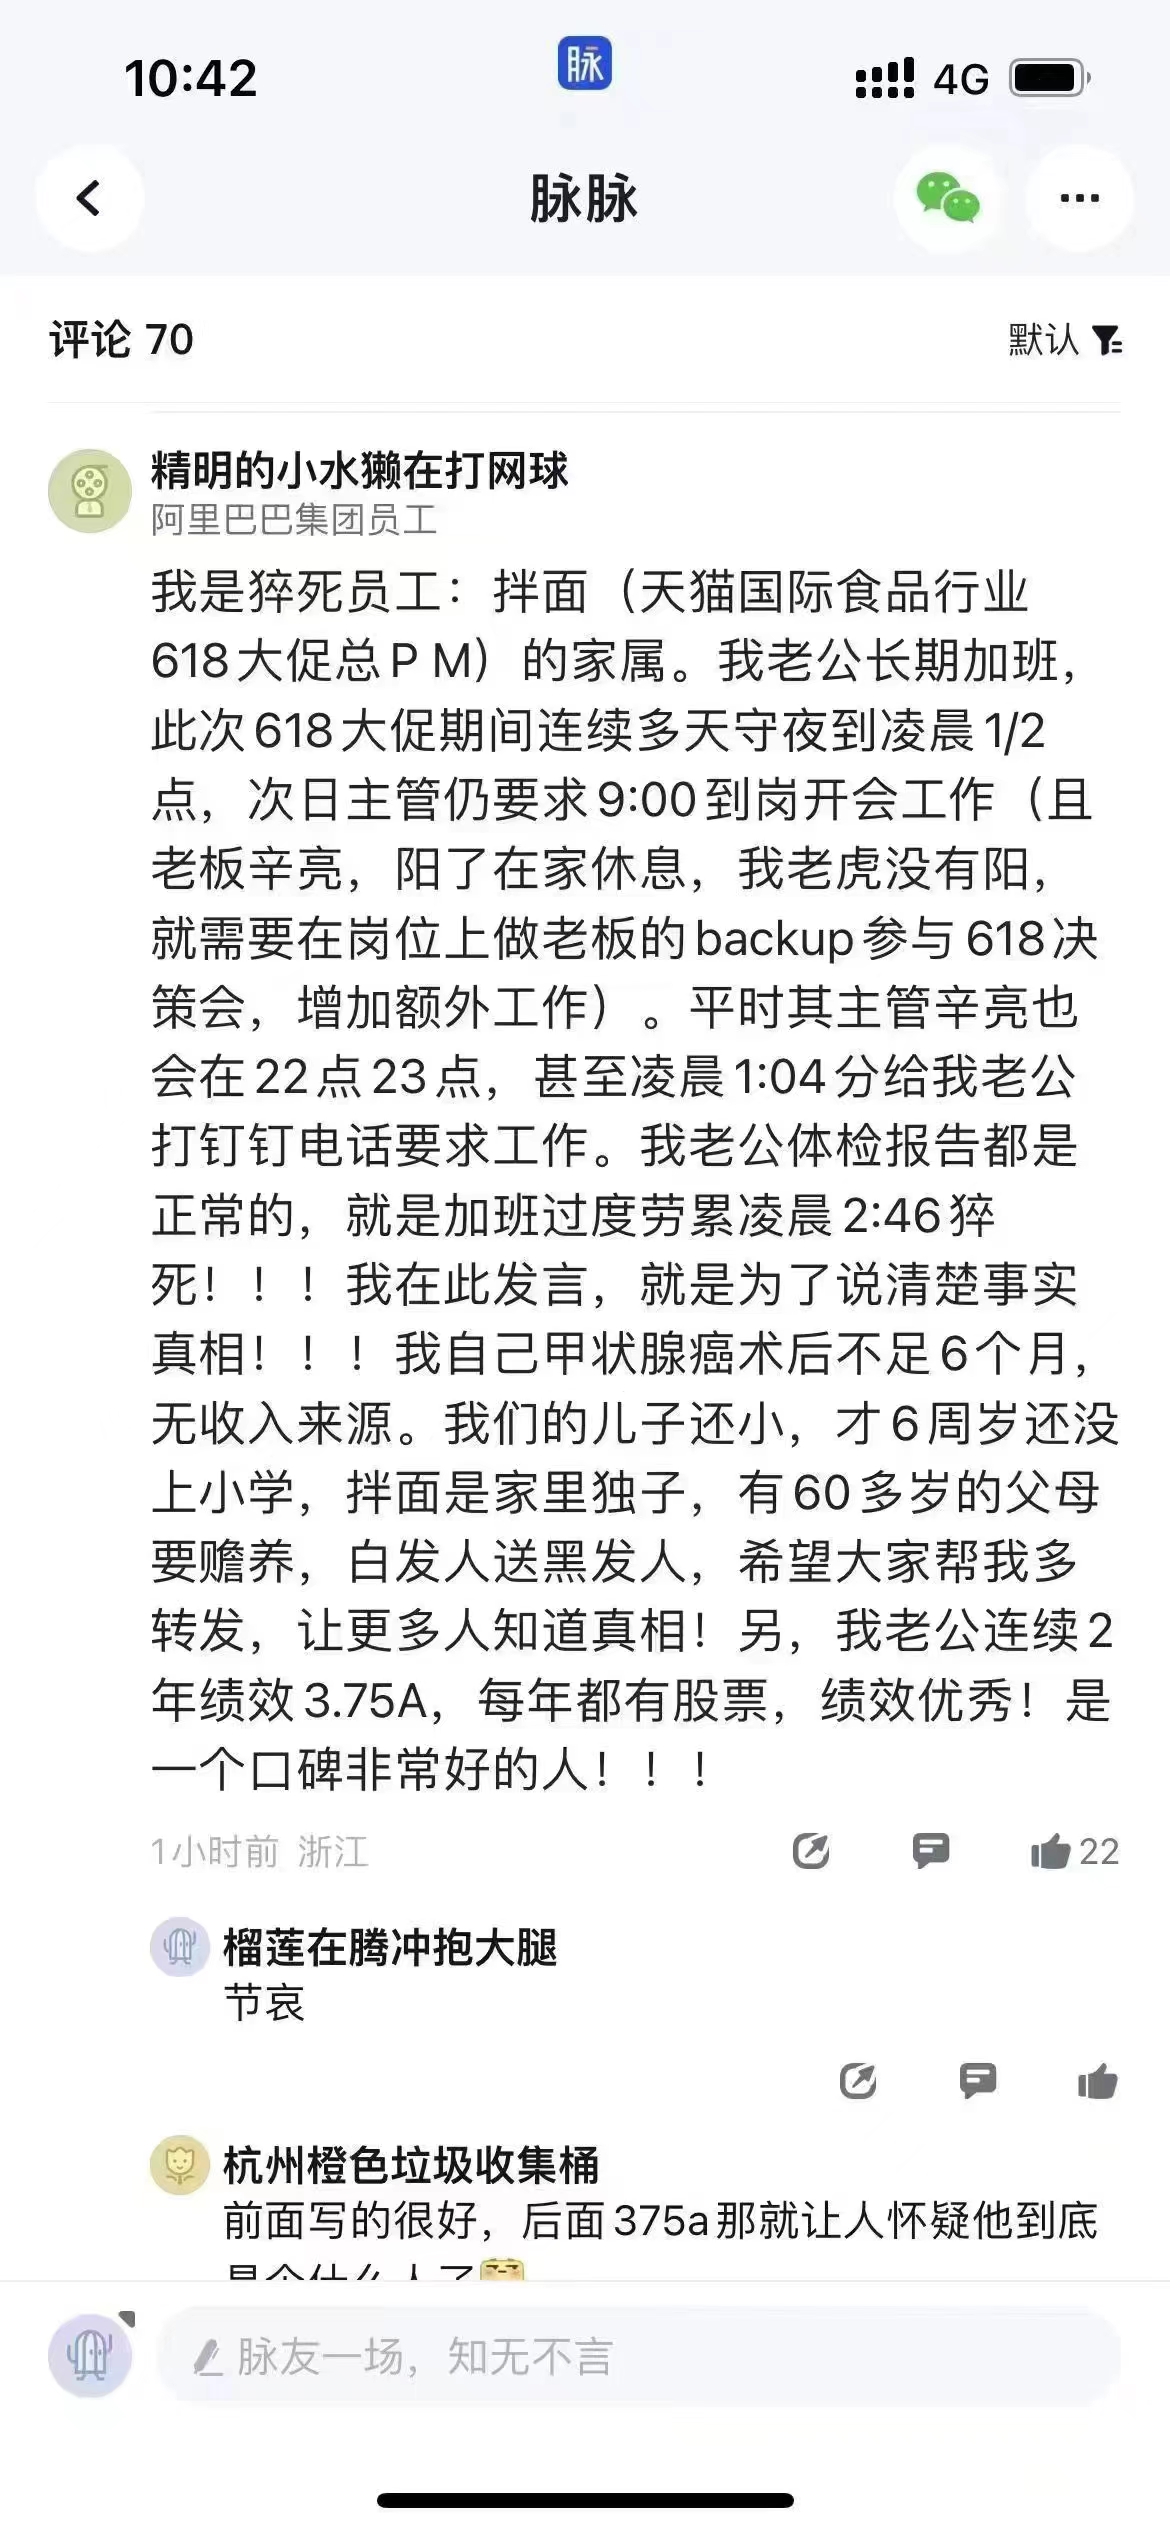 10:42
脉
4G
脉脉
评论 70
默认
精明的小水獭在打网球
阿里巴巴集团员工
我是猝死员工：拌面（天猫国际食品行业
618大促总P M）的家属。我老公长期加班，
此次618大促期间连续多天守夜到凌晨1/2
点，次日主管仍要求9:00到岗开会工作（且
老板辛亮，阳了在家休息，我老虎没有阳，
就需要在岗位上做老板的backup参与618决
策会，增加额外工作）。平时其主管辛亮也
会在22点23点，甚至凌晨1:04分给我老公
打钉钉电话要求工作。我老公体检报告都是
正常的，就是加班过度劳累凌晨2:46猝
死！！！我在此发言，就是为了说清楚事实
真相！！！我自己甲状腺癌术后不足6个月，
无收入来源。我们的儿子还小，才6周岁还没
上小学，拌面是家里独子，有60多岁的父母
要赡养，白发人送黑发人，希望大家帮我多
转发，让更多人知道真相！另，我老公连续2
年绩效3.75A，每年都有股票，绩效优秀！是
一个口碑非常好的人！！！
1小时前 浙江
22
榴莲在腾冲抱大腿
节哀
杭州橙色垃圾收集桶
前面写的很好，后面375a那就让人怀疑他到底
是个什么人了
脉友一场，知无不言